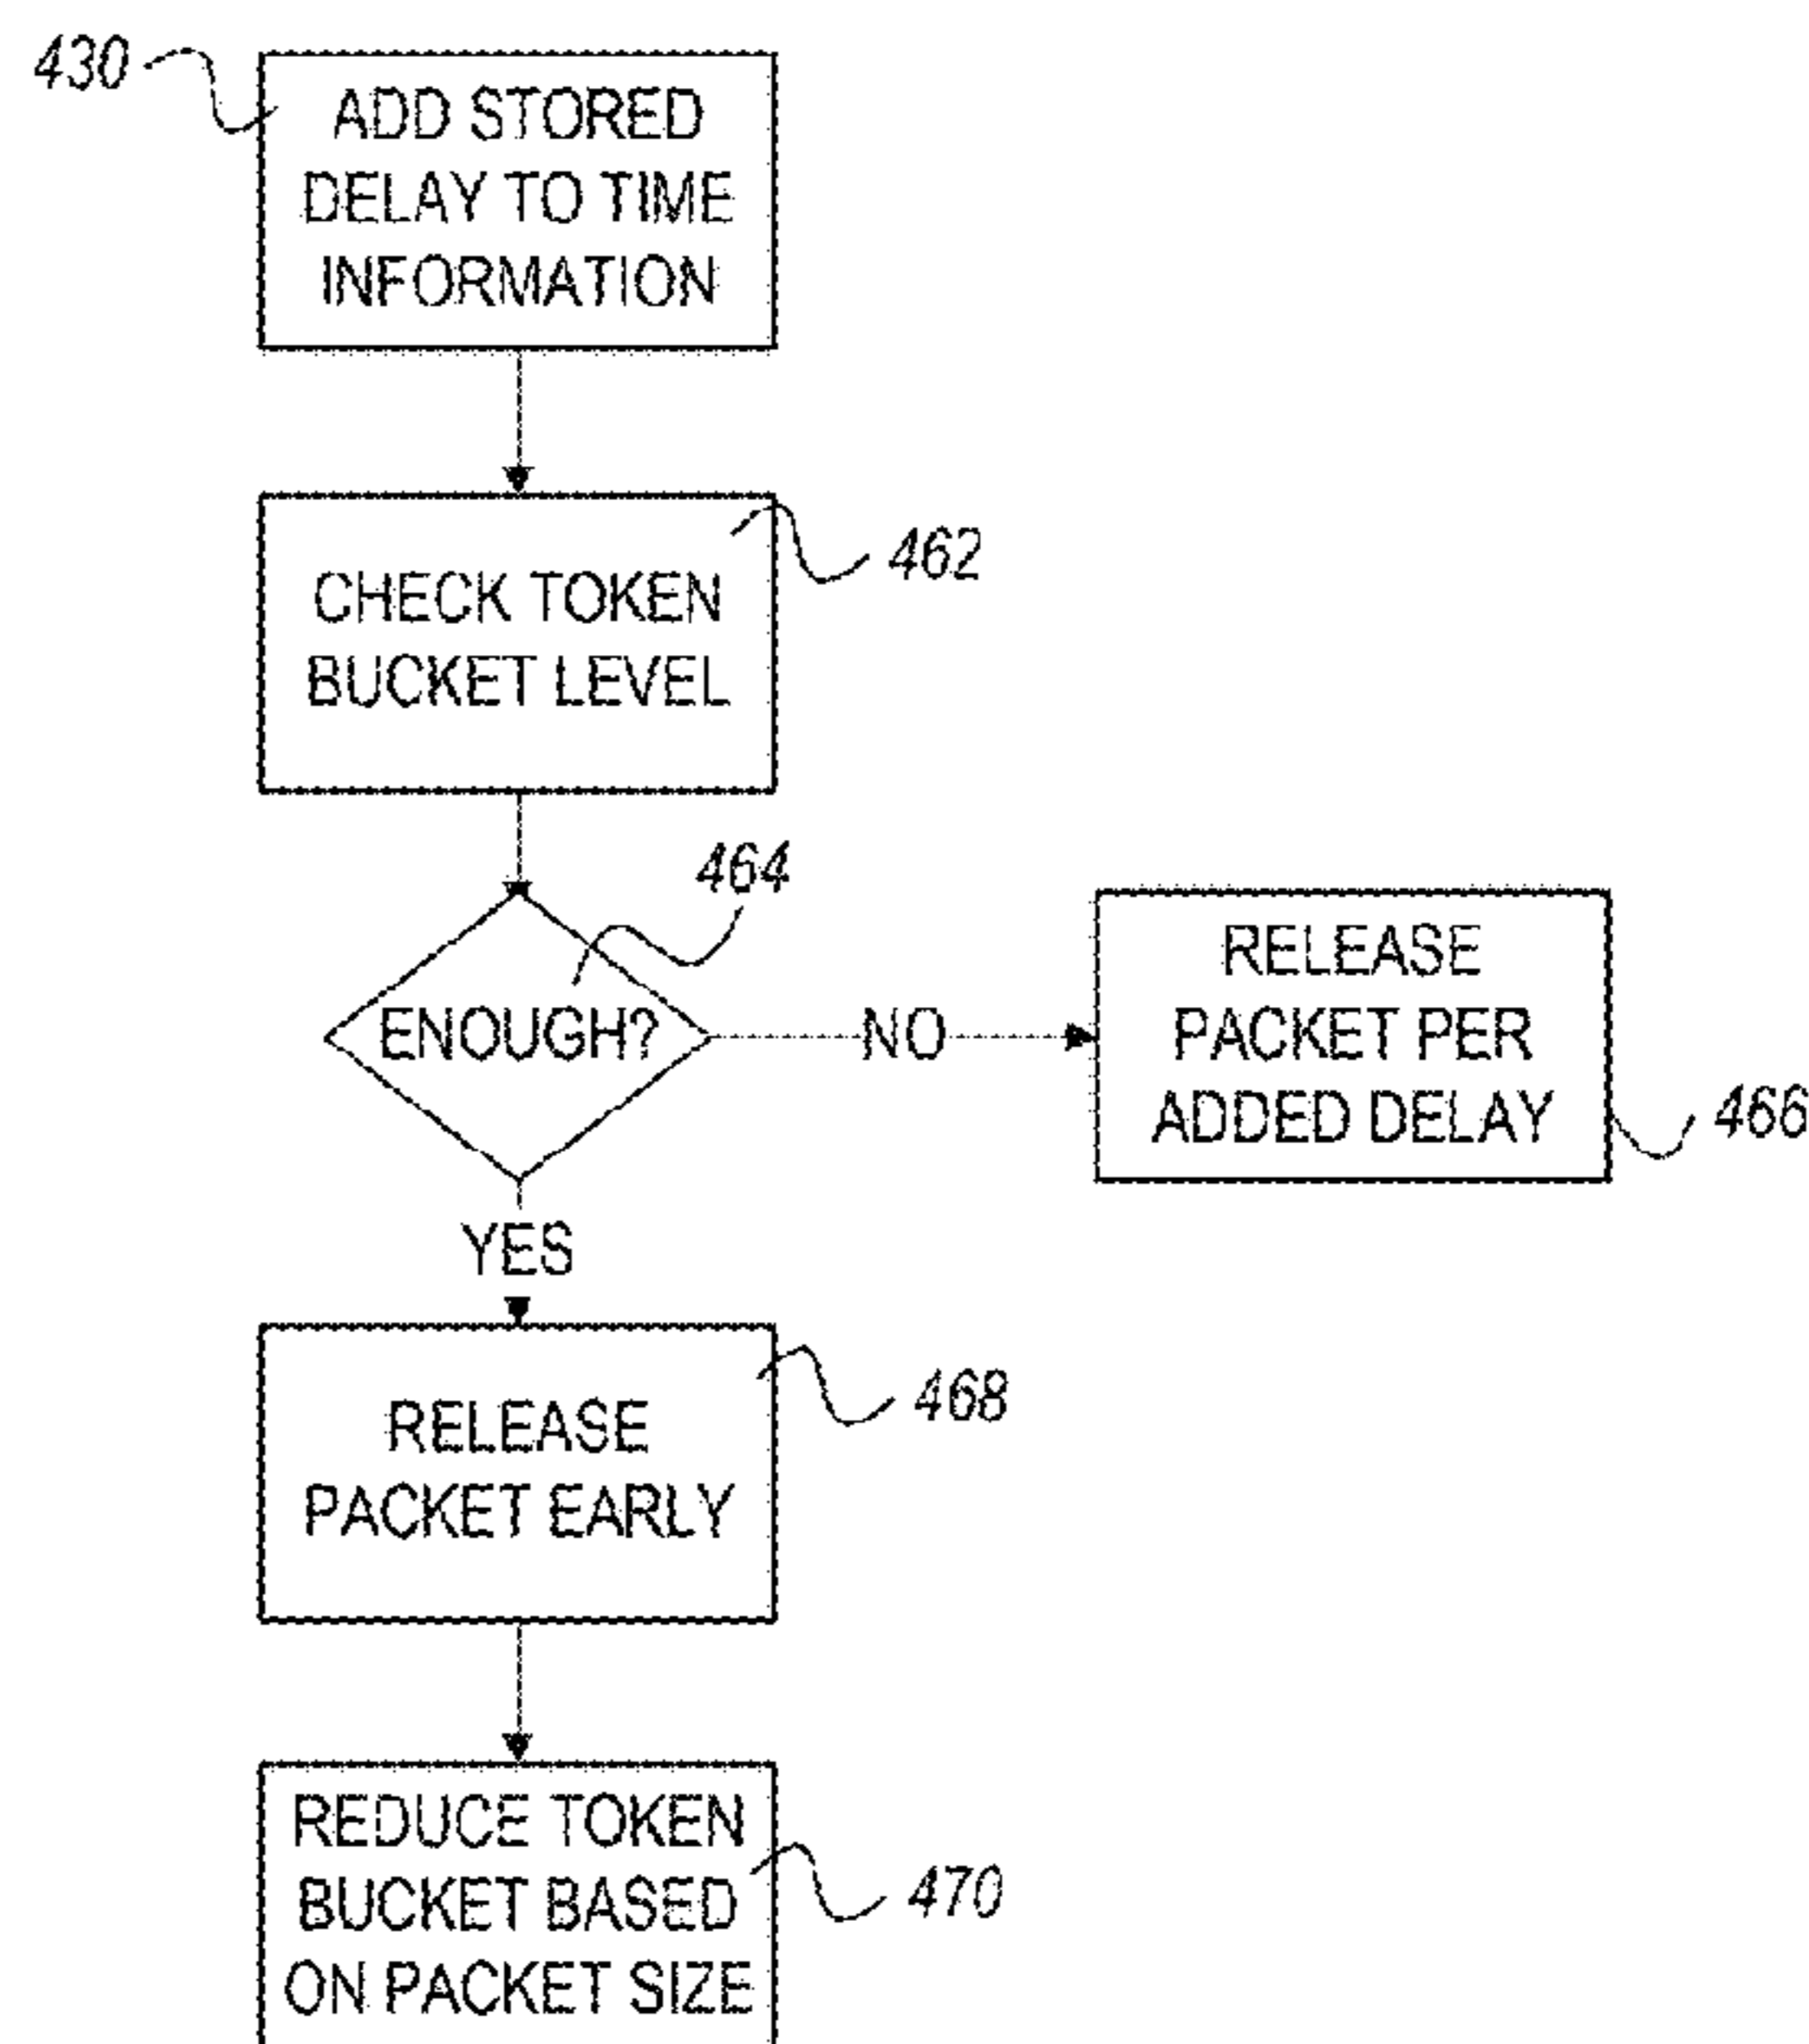 430
ADD STORED
DELAY TO TIME
INFORMATION
462
CHECK TOKEN
BUCKET LEVEL
464
ENOUGH?
NO
RELEASE
PACKET PER
ADDED DELAY
466
YES
468
RELEASE
PACKET EARLY
REDUCE TOKEN
BUCKET BASED
ON PACKET SIZE
470